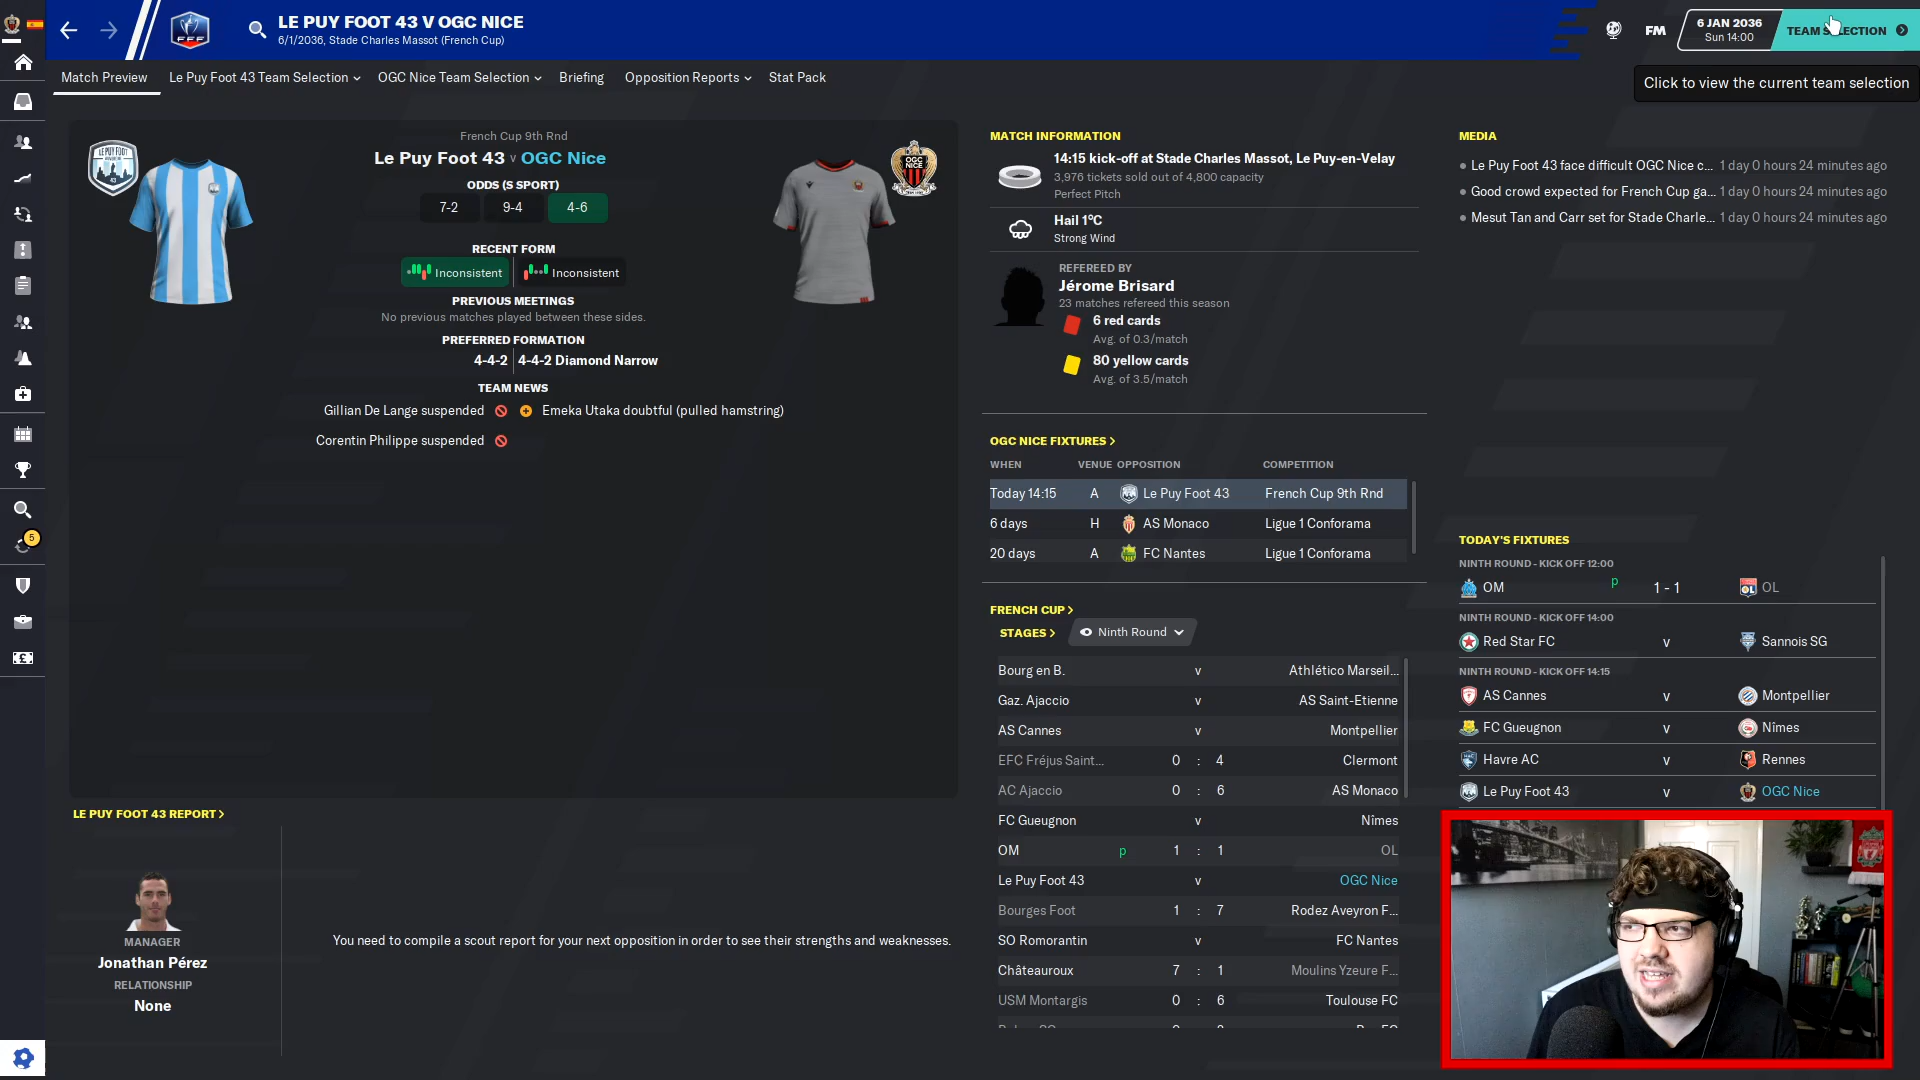 LE PUY FOOT 43 V OGC NICE
6/1/2036, Stade Charles Massot (French Cup)
FM
6 JAN 2036
Sun 14:00
Match Preview
Le Puy Foot 43 Team Selection
OGC Nice Team Selection
Briefing
Opposition Reports
Stat Pack
Click to view the current team selection
French Cup 9th Rnd
Le Puy Foot 43 v OGC Nice
ODDS (S SPORT)
7-2 9-4 4-6
RECENT FORM
Inconsistent Inconsistent
PREVIOUS MEETINGS
No previous matches played between these sides.
PREFERRED FORMATION
4-4-2 4-4-2 Diamond Narrow
TEAM NEWS
Gillian De Lange suspended Emeka Utaka doubtful (pulled hamstring)
Corentin Philippe suspended
LE PUY FOOT 43 REPORT
MANAGER
Jonathan Pérez
RELATIONSHIP
None
You need to compile a scout report for your next opposition in order to see their strengths and weaknesses.
MATCH INFORMATION
14:15 kick-off at Stade Charles Massot, Le Puy-en-Velay
3,976 tickets sold out of 4,800 capacity
Perfect Pitch
Hail 1°C
Strong Wind
REFEREED BY
Jérome Brisard
23 matches refereed this season
6 red cards
Avg. of 0.3/match
80 yellow cards
Avg. of 3.5/match
OGC NICE FIXTURES
WHEN VENUE OPPOSITION COMPETITION
Today 14:15 A Le Puy Foot 43 French Cup 9th Rnd
6 days H AS Monaco Ligue 1 Conforama
20 days A FC Nantes Ligue 1 Conforama
FRENCH CUP
STAGES Ninth Round
Bourg en B. v Athlético Marseil...
Gaz. Ajaccio v AS Saint-Etienne
AS Cannes v Montpellier
EFC Fréjus Saint... 0 : 4 Clermont
AC Ajaccio 0 : 6 AS Monaco
FC Gueugnon v Nîmes
OM p 1 : 1 OL
Le Puy Foot 43 v OGC Nice
Bourges Foot 1 : 7 Rodez Aveyron F...
SO Romorantin v FC Nantes
Châteauroux 7 : 1 Moulins Yzeure F...
USM Montargis 0 : 6 Toulouse FC
MEDIA
Le Puy Foot 43 face difficult OGC Nice c... 1 day 0 hours 24 minutes ago
Good crowd expected for French Cup ga... 1 day 0 hours 24 minutes ago
Mesut Tan and Carr set for Stade Charle... 1 day 0 hours 24 minutes ago
TODAY'S FIXTURES
NINTH ROUND - KICK OFF 12:00
OM p 1 - 1 OL
NINTH ROUND - KICK OFF 14:00
Red Star FC v Sannois SG
NINTH ROUND - KICK OFF 14:15
AS Cannes v Montpellier
FC Gueugnon v Nîmes
Havre AC v Rennes
Le Puy Foot 43 v OGC Nice
5